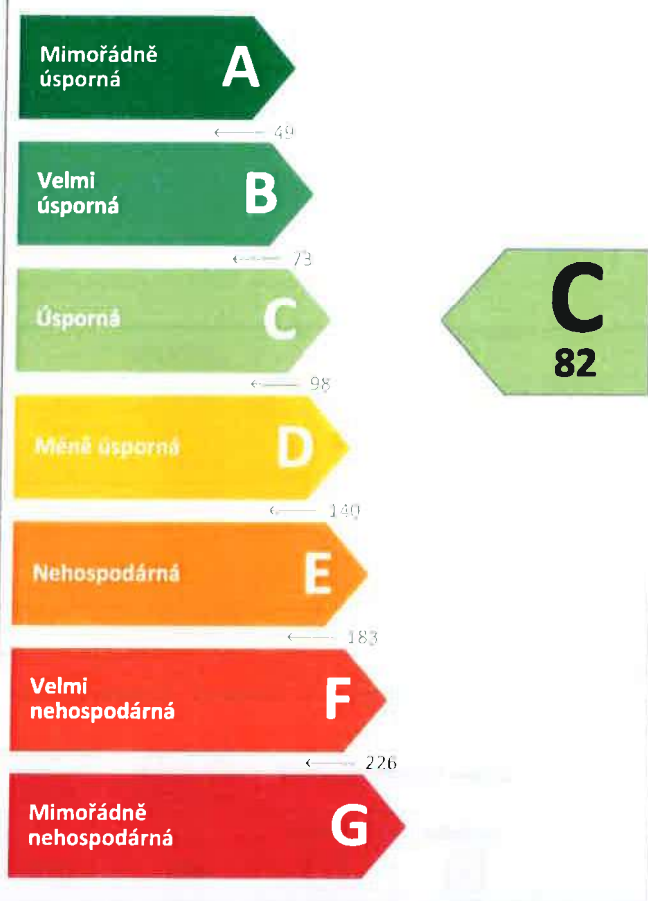 Mimořádně
úsporná
A
← 49
Velmi
úsporná
B
← 73
Úsporná
C
← 98
C
82
Méně úsporná
D
← 140
Nehospodárná
E
← 183
Velmi
nehospodárná
F
← 226
Mimořádně
nehospodárná
G